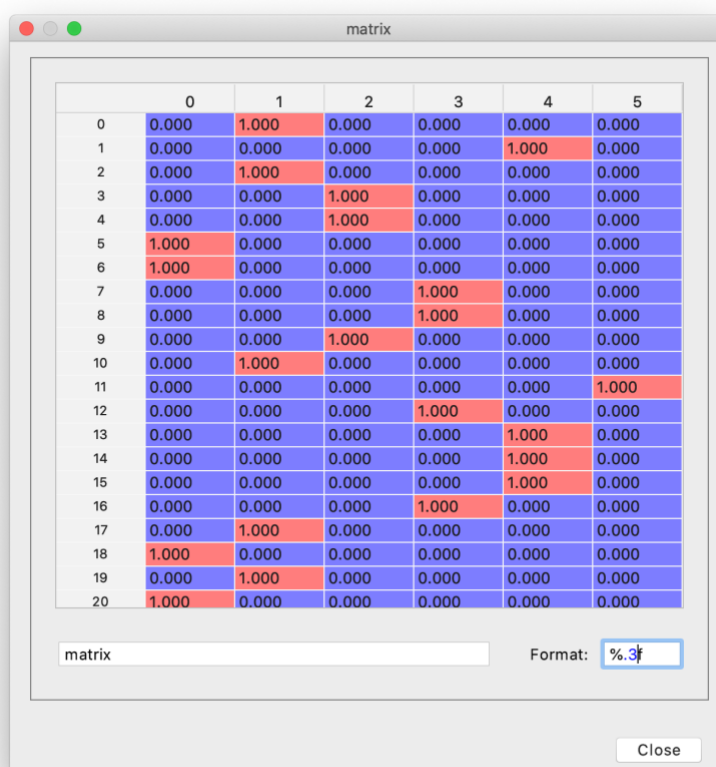 matrix
0 1 2 3 4 5
0 0.000 1.000 0.000 0.000 0.000 0.000
1 0.000 0.000 0.000 0.000 1.000 0.000
2 0.000 1.000 0.000 0.000 0.000 0.000
3 0.000 0.000 1.000 0.000 0.000 0.000
4 0.000 0.000 1.000 0.000 0.000 0.000
5 1.000 0.000 0.000 0.000 0.000 0.000
6 1.000 0.000 0.000 0.000 0.000 0.000
7 0.000 0.000 0.000 1.000 0.000 0.000
8 0.000 0.000 0.000 1.000 0.000 0.000
9 0.000 0.000 1.000 0.000 0.000 0.000
10 0.000 1.000 0.000 0.000 0.000 0.000
11 0.000 0.000 0.000 0.000 0.000 1.000
12 0.000 0.000 0.000 1.000 0.000 0.000
13 0.000 0.000 0.000 0.000 1.000 0.000
14 0.000 0.000 0.000 0.000 1.000 0.000
15 0.000 0.000 0.000 0.000 1.000 0.000
16 0.000 0.000 0.000 1.000 0.000 0.000
17 0.000 1.000 0.000 0.000 0.000 0.000
18 1.000 0.000 0.000 0.000 0.000 0.000
19 0.000 1.000 0.000 0.000 0.000 0.000
20 1.000 0.000 0.000 0.000 0.000 0.000
matrix Format: %.3f
Close